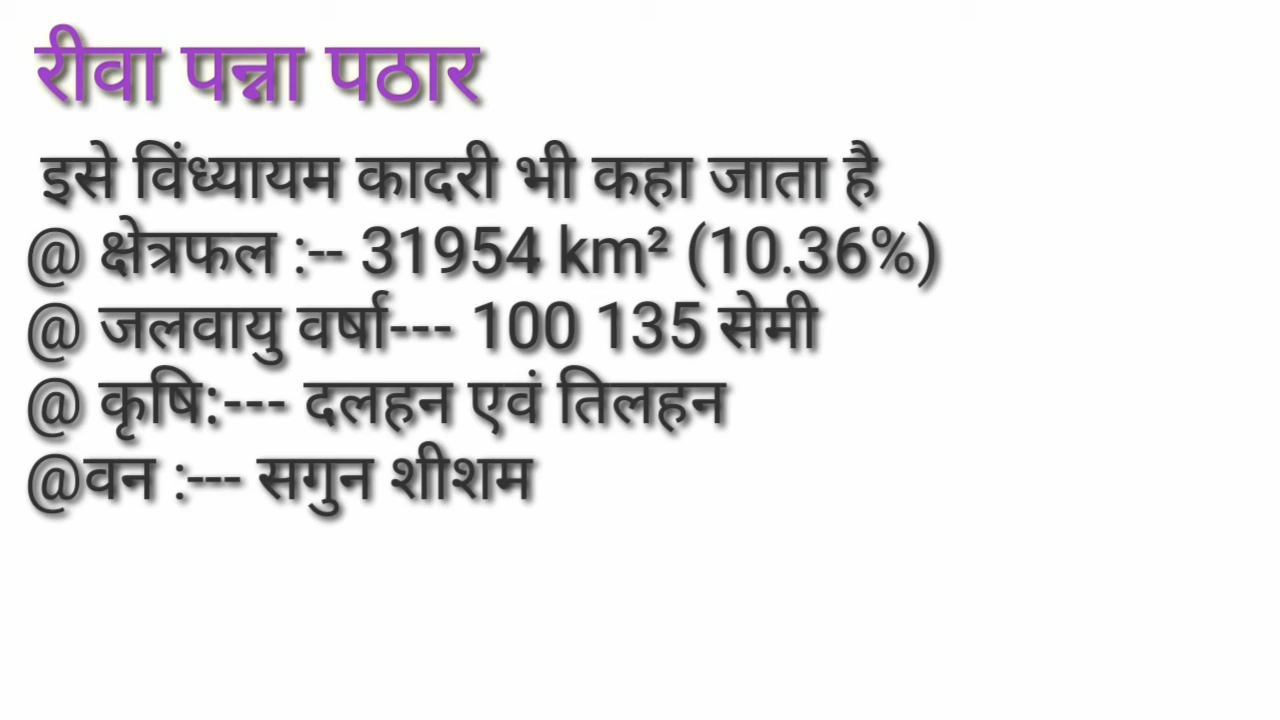 रीवा पन्ना पठार
इसे विंध्यायम कादरी भी कहा जाता है
@ क्षेत्रफल :-- 31954 km² (10.36%)
@ जलवायु वर्षा--- 100 135 सेमी
@ कृषि:--- दलहन एवं तिलहन
@वन :--- सगुन शीशम